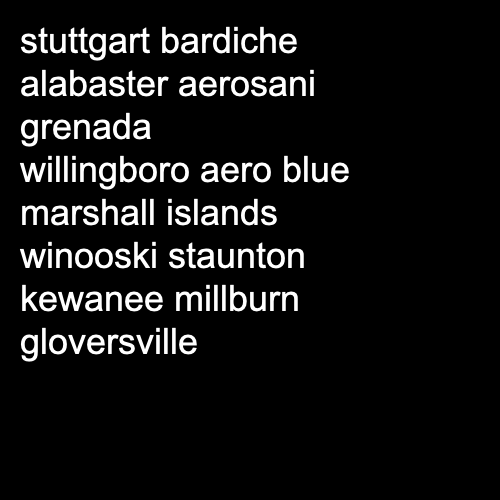 stuttgart bardiche
alabaster aerosani
grenada
willingboro aero blue
marshall islands
winooski staunton
kewanee millburn
gloversville